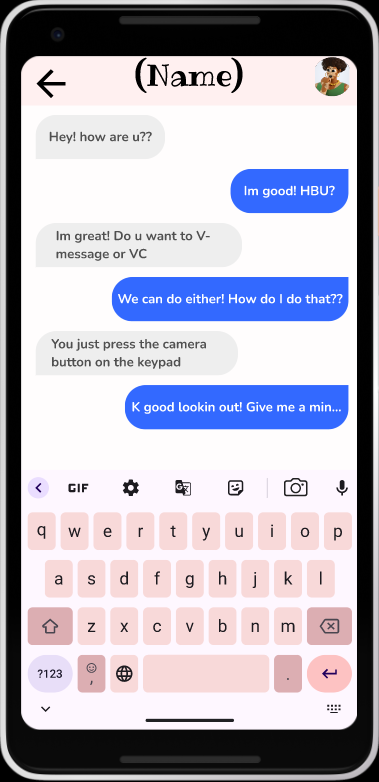 (Name)
Hey! how are u??
Im good! HBU?
Im great! Do u want to V-
message or VC
We can do either! How do I do that??
You just press the camera
button on the keypad
K good lookin out! Give me a min...
GIF
q w e r t y u i o p
a s d f g h j k l
z x c v b n m
?123 , .